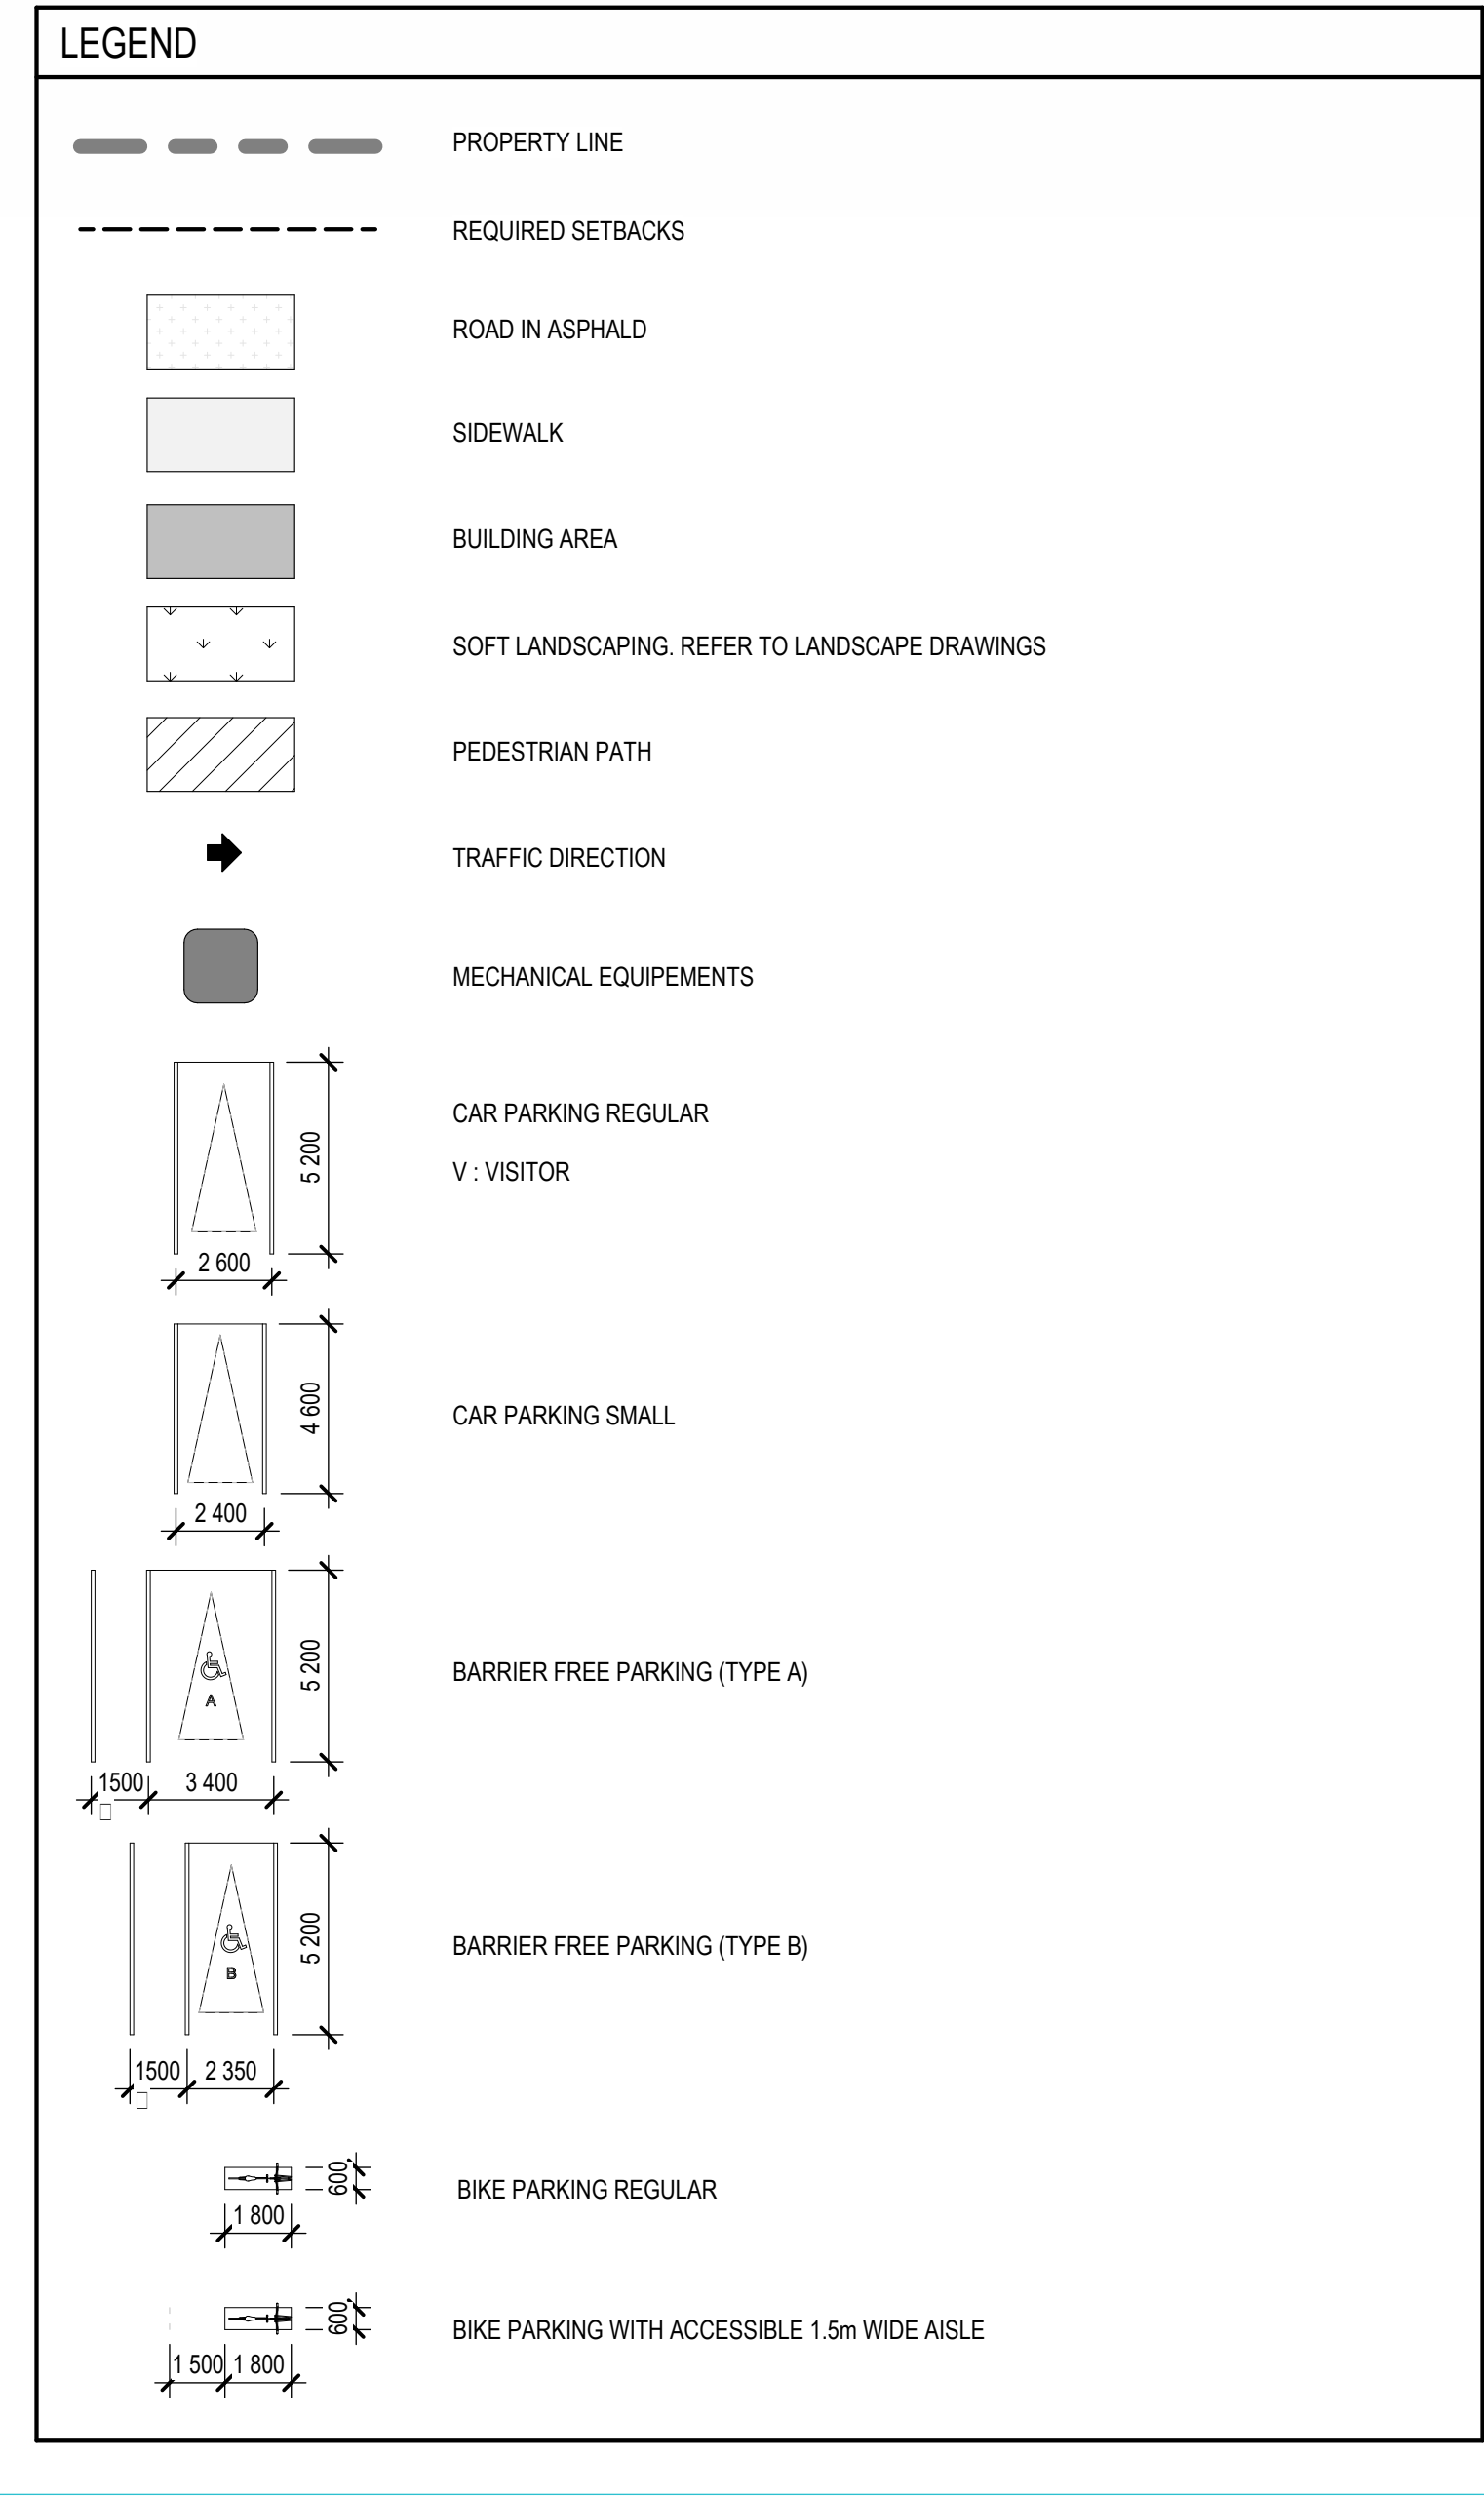 LEGEND
PROPERTY LINE
REQUIRED SETBACKS
ROAD IN ASPHALD
SIDEWALK
BUILDING AREA
SOFT LANDSCAPING. REFER TO LANDSCAPE DRAWINGS
PEDESTRIAN PATH
TRAFFIC DIRECTION
MECHANICAL EQUIPEMENTS
CAR PARKING REGULAR
5 200
V : VISITOR
2 600
4 600
CAR PARKING SMALL
2 400
5 200
BARRIER FREE PARKING (TYPE A)
A
1500 3 400
5 200
BARRIER FREE PARKING (TYPE B)
B
1500 2 350
600
BIKE PARKING REGULAR
1 800
600
BIKE PARKING WITH ACCESSIBLE 1.5m WIDE AISLE
1 500 1 800